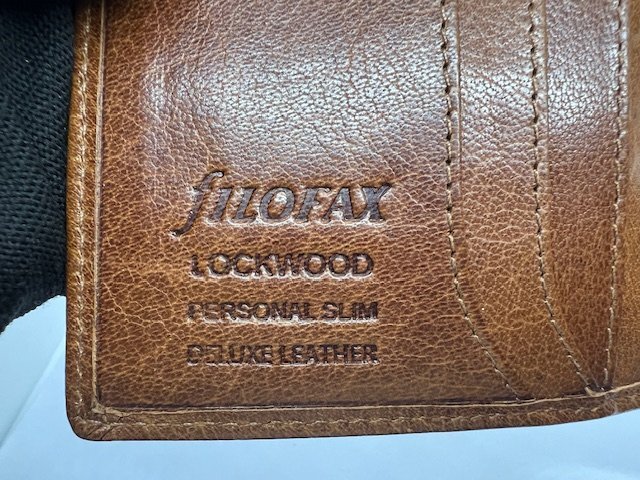 fILOFAX
LOCKWOOD
PERSONAL SLIM
DELUXE LEATHER